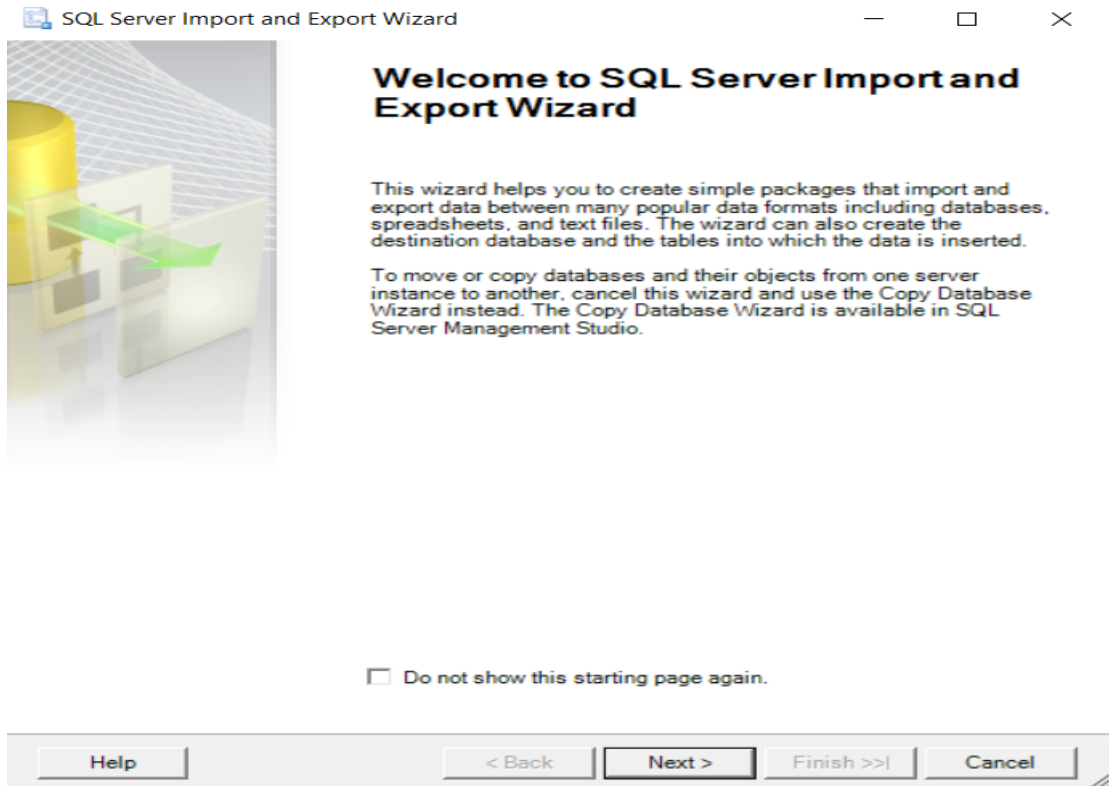 SQL Server Import and Export Wizard
Welcome to SQL Server Import and
Export Wizard
This wizard helps you to create simple packages that import and
export data between many popular data formats including databases,
spreadsheets, and text files. The wizard can also create the
destination database and the tables into which the data is inserted.
To move or copy databases and their objects from one server
instance to another, cancel this wizard and use the Copy Database
Wizard instead. The Copy Database Wizard is available in SQL
Server Management Studio.
Do not show this starting page again.
Help
< Back
Next >
Finish >>|
Cancel